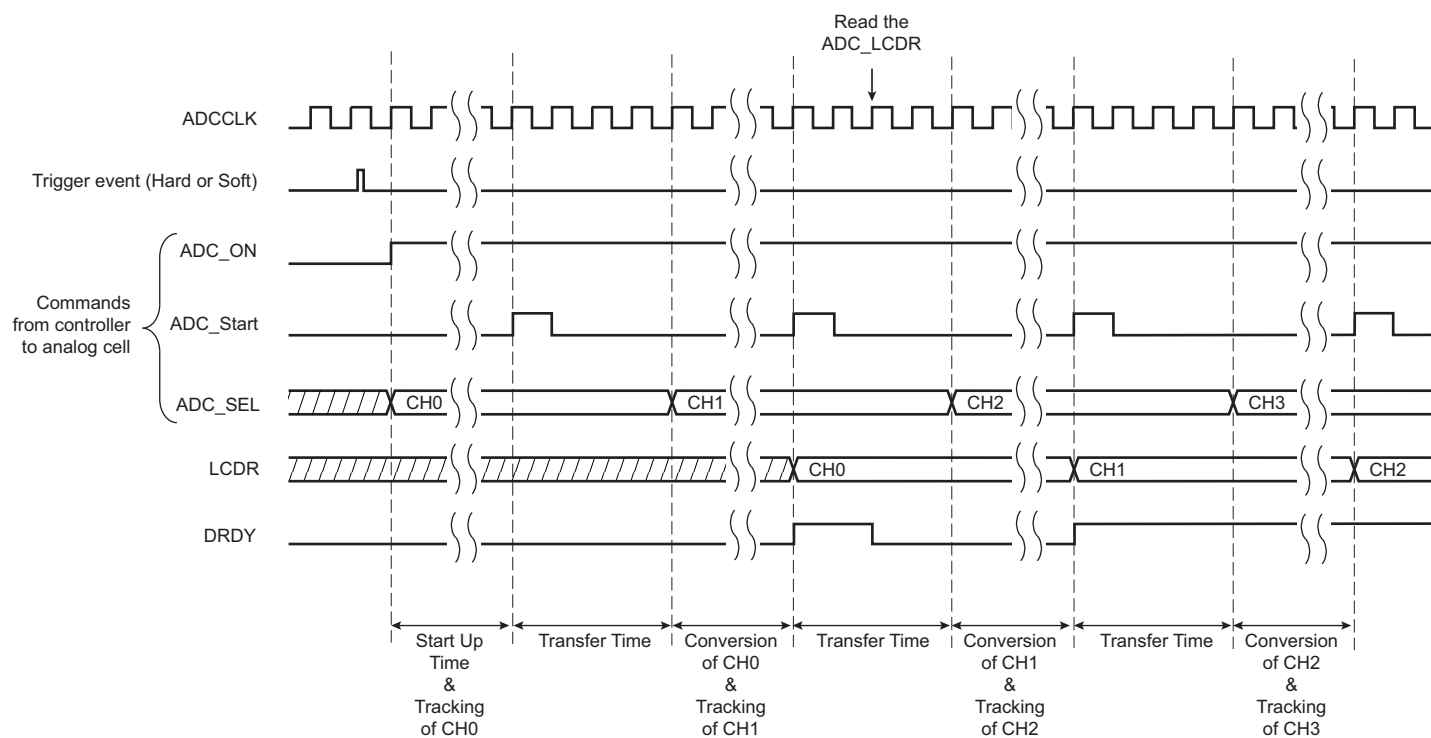 Read the
ADC_LCDR
ADCCLK
Trigger event (Hard or Soft)
ADC_ON
Commands
from controller
to analog cell
ADC_Start
ADC_SEL
CH0
CH1
CH2
CH3
LCDR
CH0
CH1
CH2
DRDY
Start Up
Time
&
Tracking
of CH0
Transfer Time
Conversion
of CH0
&
Tracking
of CH1
Transfer Time
Conversion
of CH1
&
Tracking
of CH2
Transfer Time
Conversion
of CH2
&
Tracking
of CH3